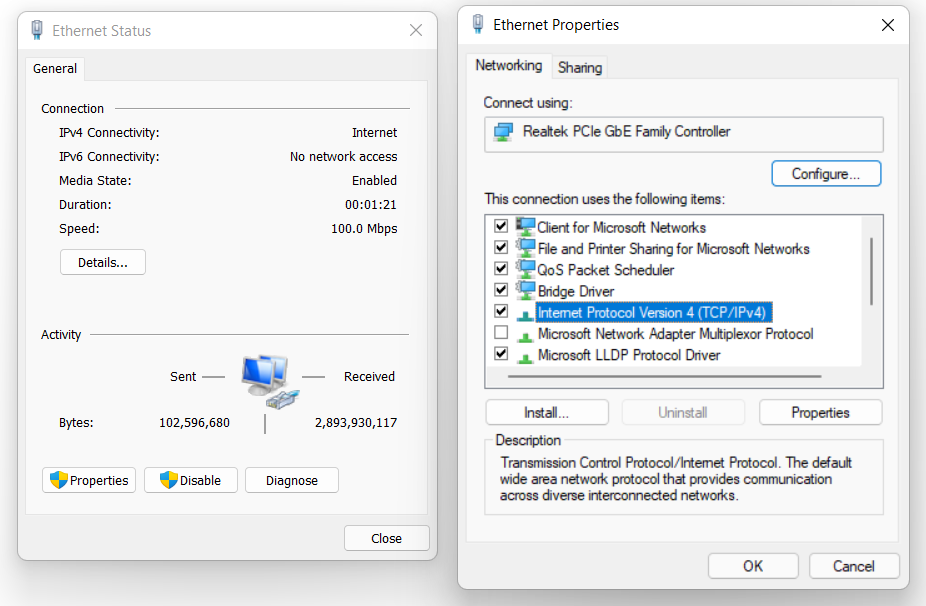 Ethernet Status
General
Connection
IPv4 Connectivity: Internet
IPv6 Connectivity: No network access
Media State: Enabled
Duration: 00:01:21
Speed: 100.0 Mbps
Details...
Activity
Sent Received
Bytes: 102,596,680 2,893,930,117
Properties Disable Diagnose
Close
Ethernet Properties
Networking Sharing
Connect using:
Realtek PCIe GbE Family Controller
Configure...
This connection uses the following items:
Client for Microsoft Networks
File and Printer Sharing for Microsoft Networks
QoS Packet Scheduler
Bridge Driver
Internet Protocol Version 4 (TCP/IPv4)
Microsoft Network Adapter Multiplexor Protocol
Microsoft LLDP Protocol Driver
Install... Uninstall Properties
Description
Transmission Control Protocol/Internet Protocol. The default
wide area network protocol that provides communication
across diverse interconnected networks.
OK Cancel